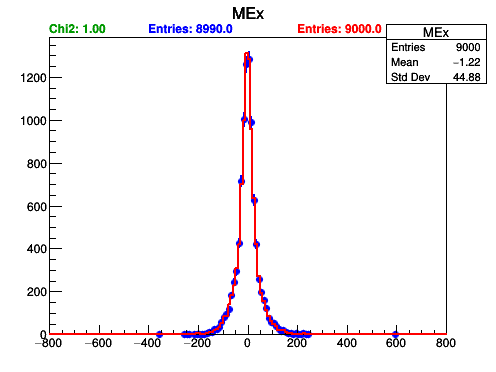 MEx
Chi2: 1.00 Entries: 8990.0 Entries: 9000.0
MEx
Entries 9000
Mean −1.22
Std Dev 44.88
1200
1000
800
600
400
200
0
−800 −600 −400 −200 0 200 400 600 800